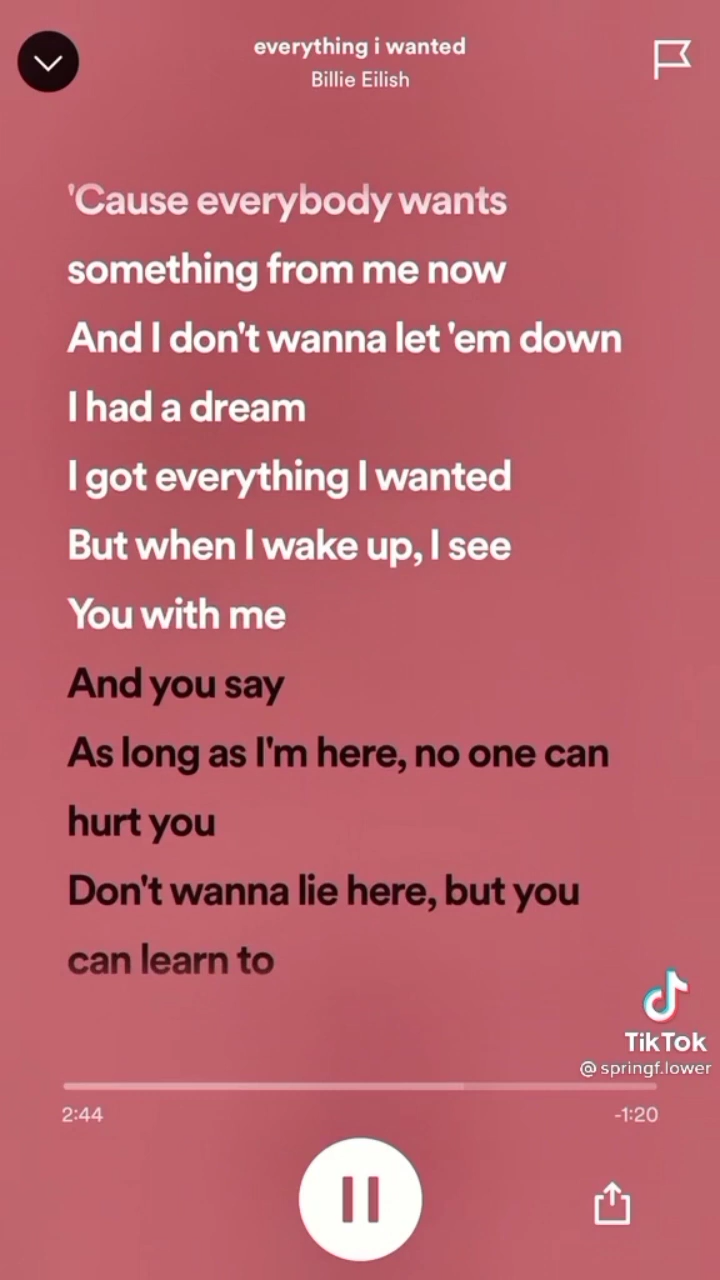 everything i wanted
Billie Eilish
'Cause everybody wants
something from me now
And I don't wanna let 'em down
I had a dream
I got everything I wanted
But when I wake up, I see
You with me
And you say
As long as I'm here, no one can
hurt you
Don't wanna lie here, but you
can learn to
TikTok
@springf.lower
2:44
-1:20